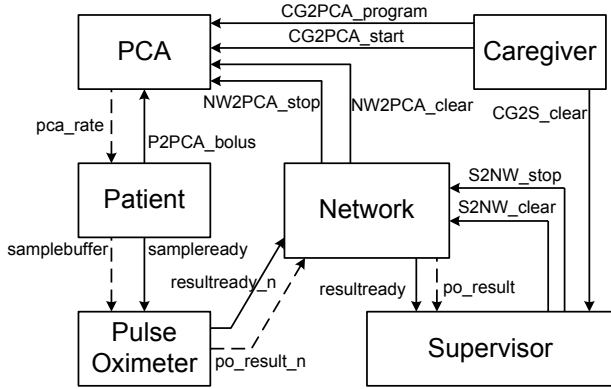 CG2PCA_program
PCA
CG2PCA_start
Caregiver
NW2PCA_stop
NW2PCA_clear
CG2S_clear
pca_rate
P2PCA_bolus
Patient
Network
S2NW_stop
S2NW_clear
samplebuffer
sampleready
resultready_n
resultready
po_result
Pulse
Oximeter
po_result_n
Supervisor